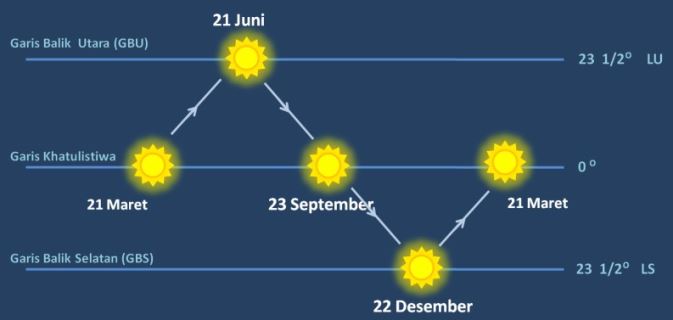 21 Juni
Garis Balik Utara (GBU)
23 1/2° LU
Garis Khatulistiwa
0 °
21 Maret
23 September
21 Maret
Garis Balik Selatan (GBS)
23 1/2° LS
22 Desember